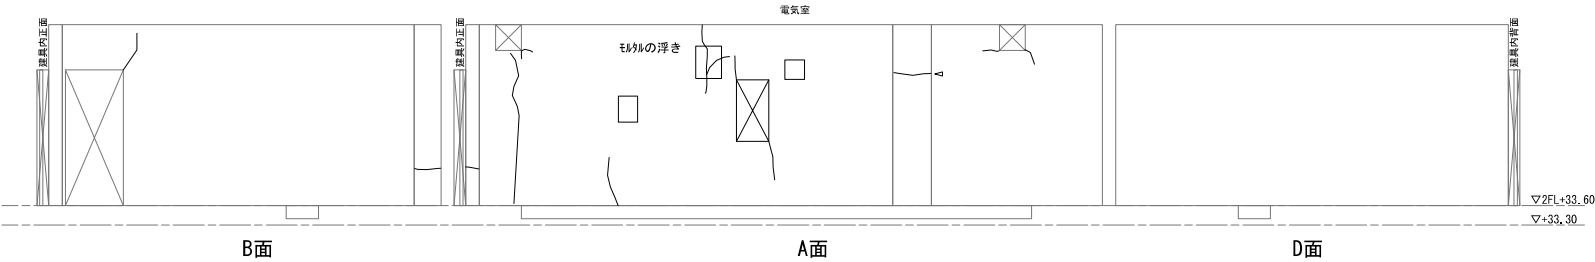 電気室
建具内正面
建具内正面
建具内背面
ﾓﾙﾀﾙの浮き
▽2FL+33.60
▽+33.30
B面
A面
D面